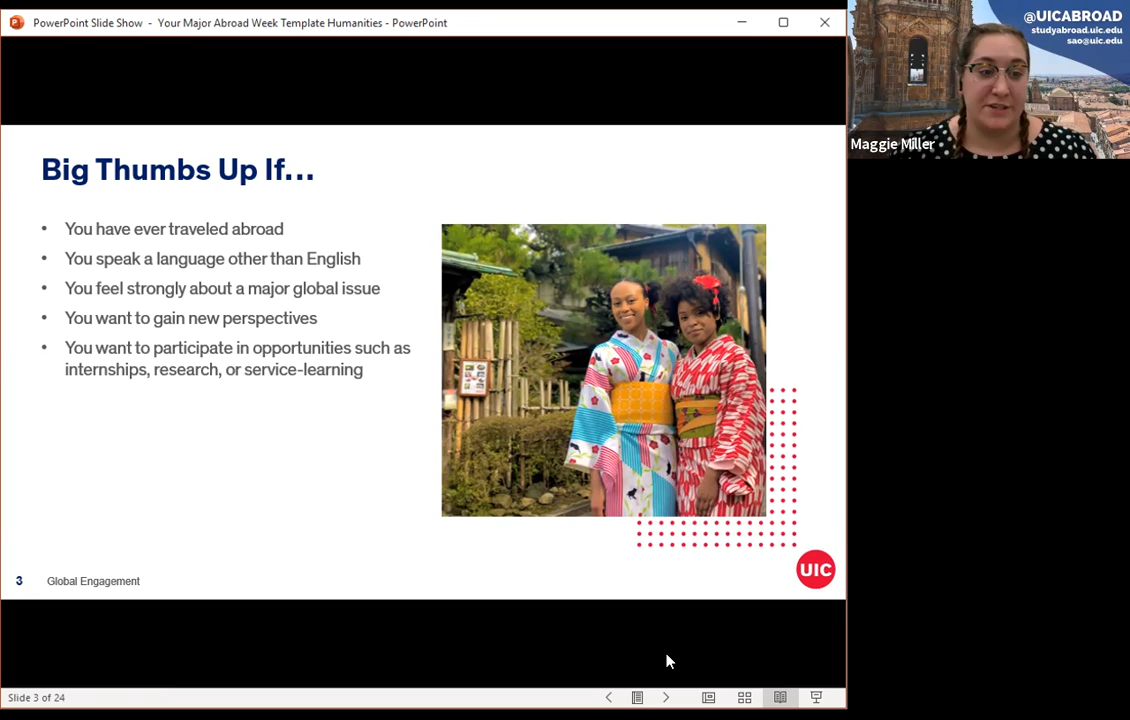 PowerPoint Slide Show - Your Major Abroad Week Template Humanities - PowerPoint
@UICABROAD
studyabroad.uic.edu
sao@uic.edu
Maggie Miller
Big Thumbs Up If...
• You have ever traveled abroad
• You speak a language other than English
• You feel strongly about a major global issue
• You want to gain new perspectives
• You want to participate in opportunities such as
internships, research, or service-learning
3 Global Engagement
UIC
Slide 3 of 24